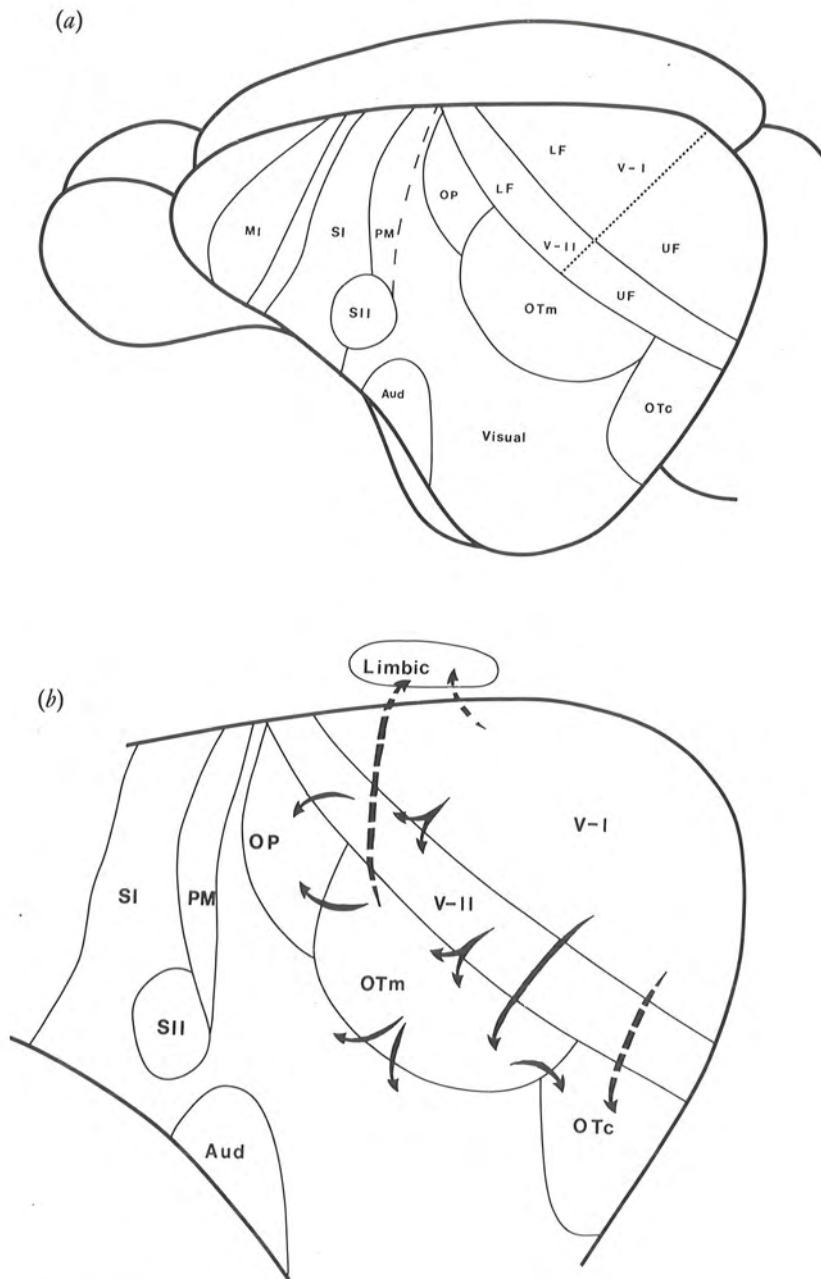 (a)
LF
V-I
OP
LF
MI
SI
PM
V-II
UF
UF
SII
OTm
Aud
OTc
Visual
Limbic
(b)
V-I
OP
SI
PM
V-II
OTm
SII
OTc
Aud